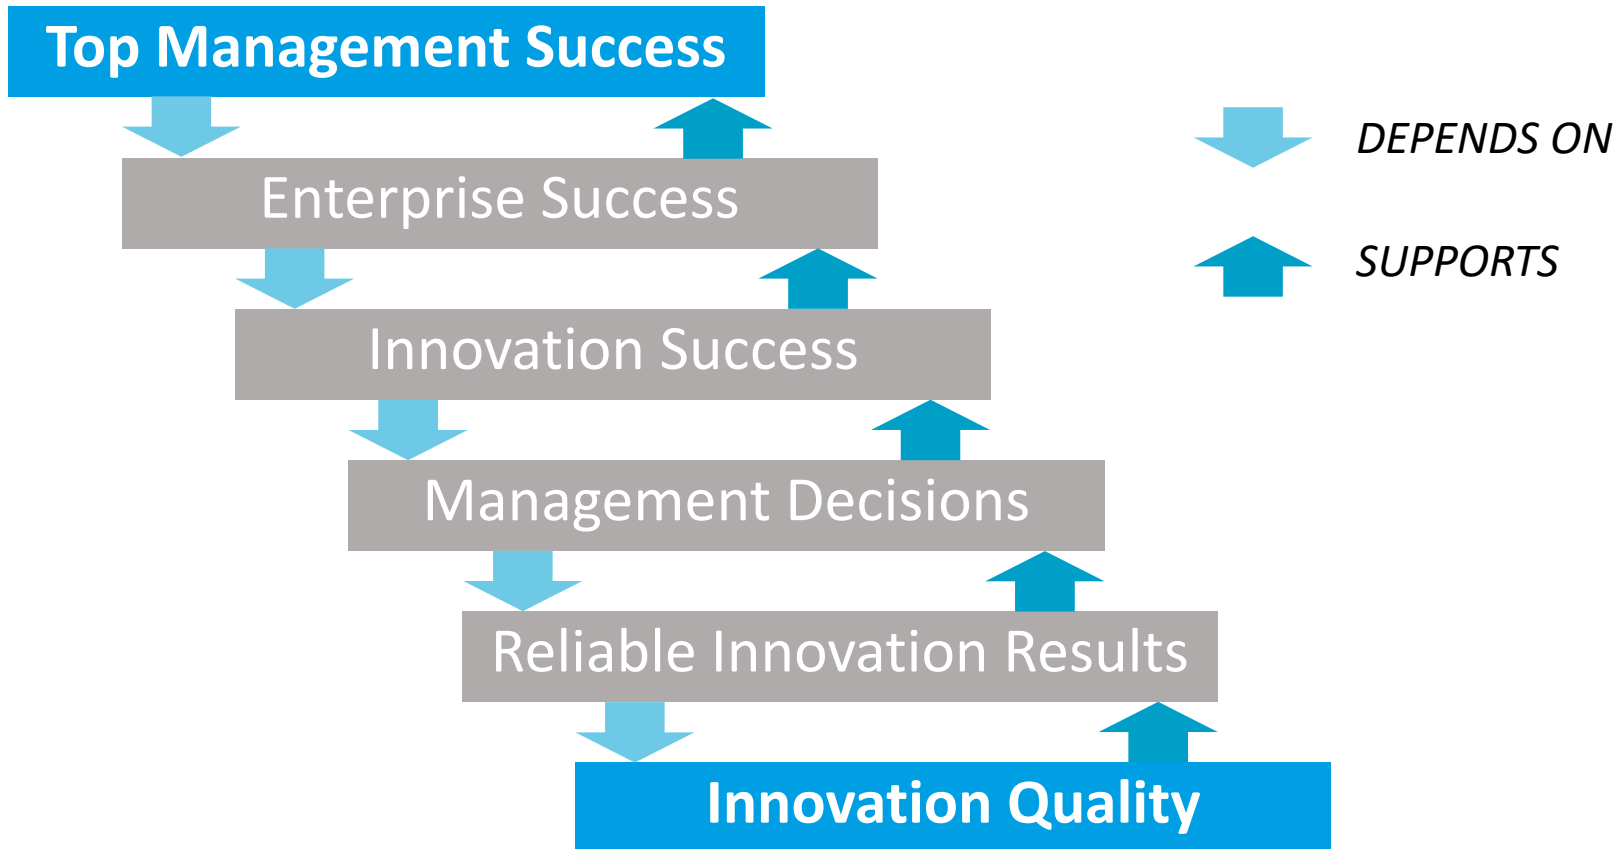 Top Management Success
Enterprise Success
Innovation Success
Management Decisions
Reliable Innovation Results
Innovation Quality
DEPENDS ON
SUPPORTS